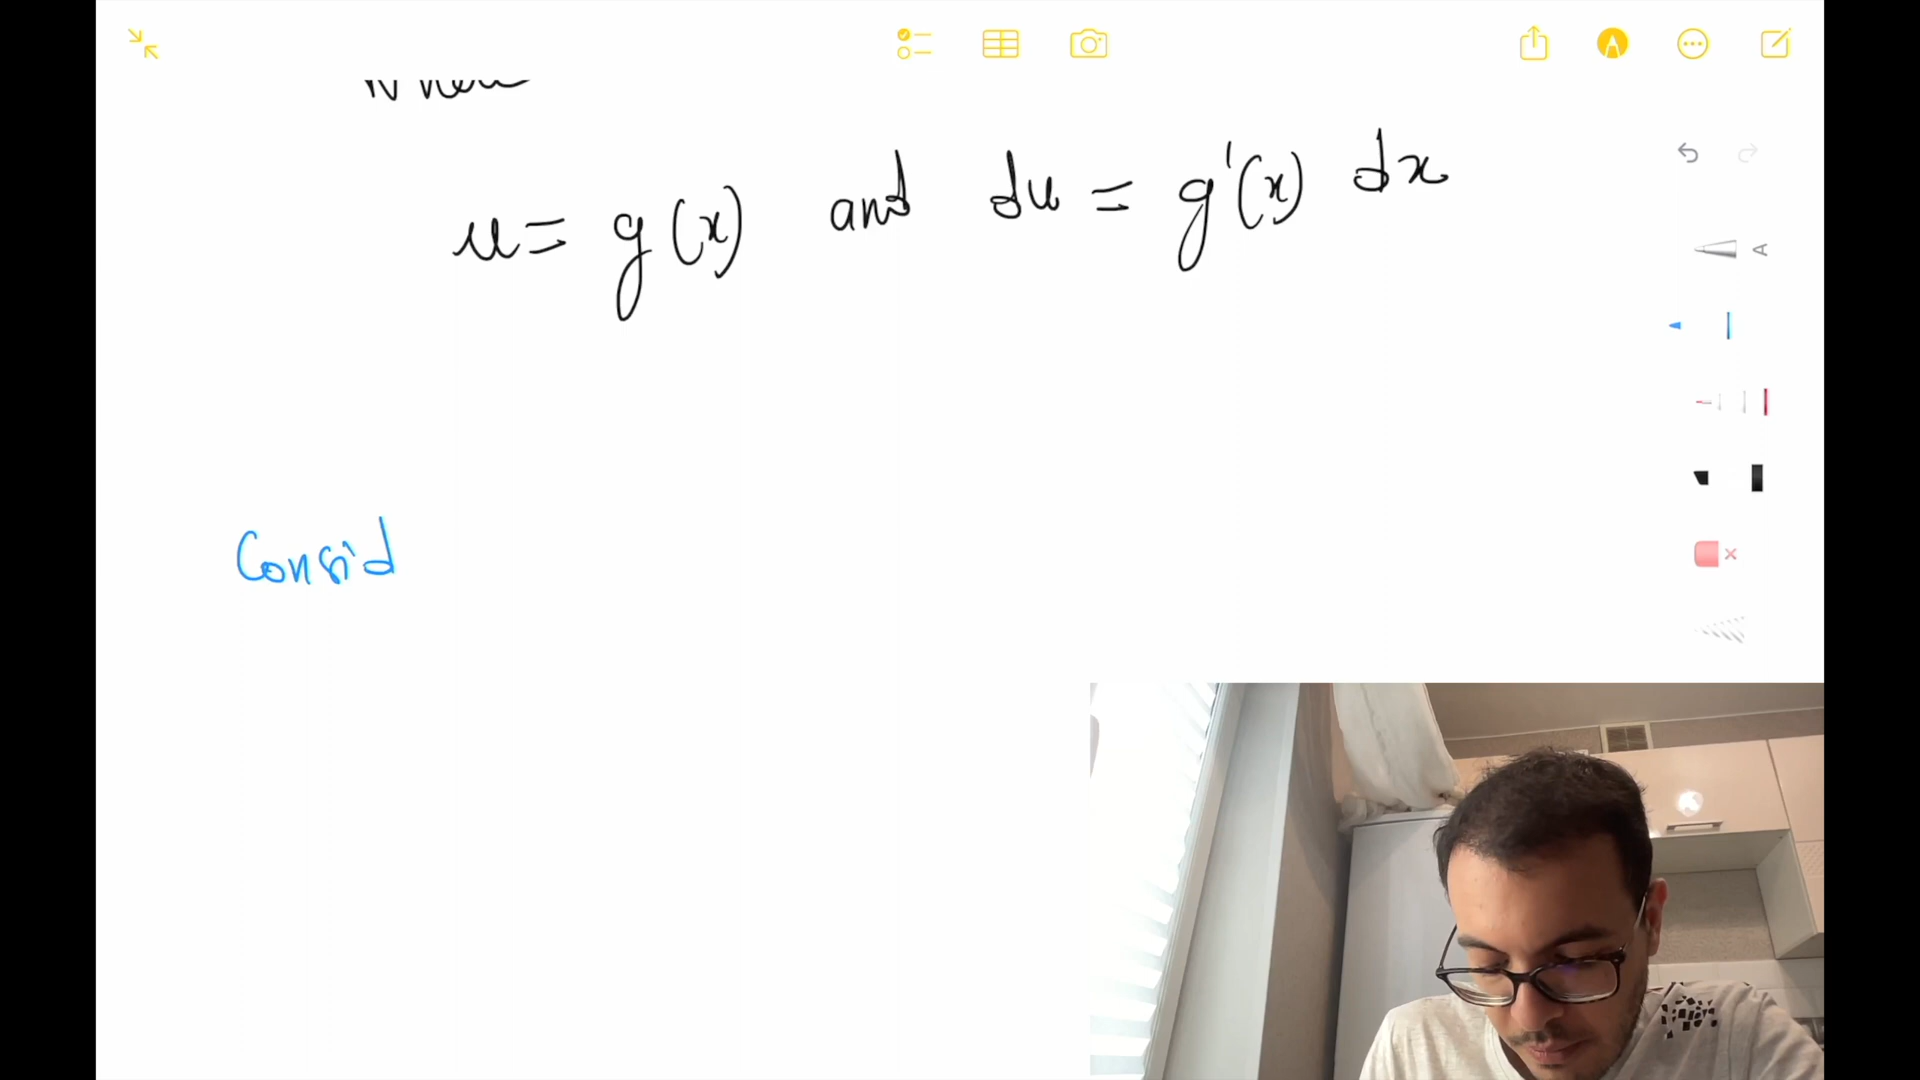 u = g(x) and du = g'(x) dx
Consid